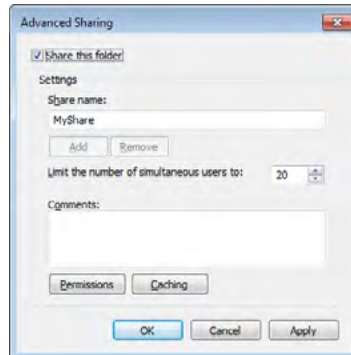 Advanced Sharing
Share this folder
Settings
Share name:
MyShare
Add Remove
Limit the number of simultaneous users to: 20
Comments:
Permissions Caching
OK Cancel Apply